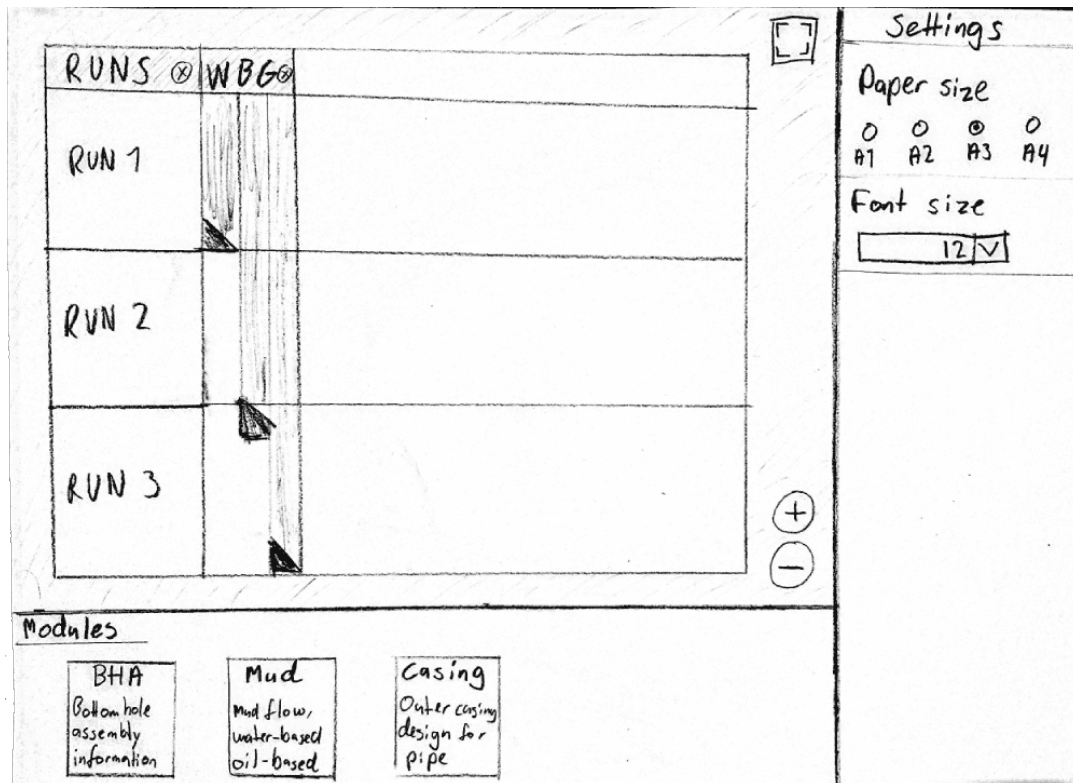 RUNS ⓧ WBG ⓧ
RUN 1
RUN 2
RUN 3
+
−
Settings
Paper size
A1 A2 A3 A4
Font size
12 V
Modules
BHA
Bottom hole
assembly
information
Mud
Mud flow,
water-based
oil-based
Casing
Outer casing
design for
pipe